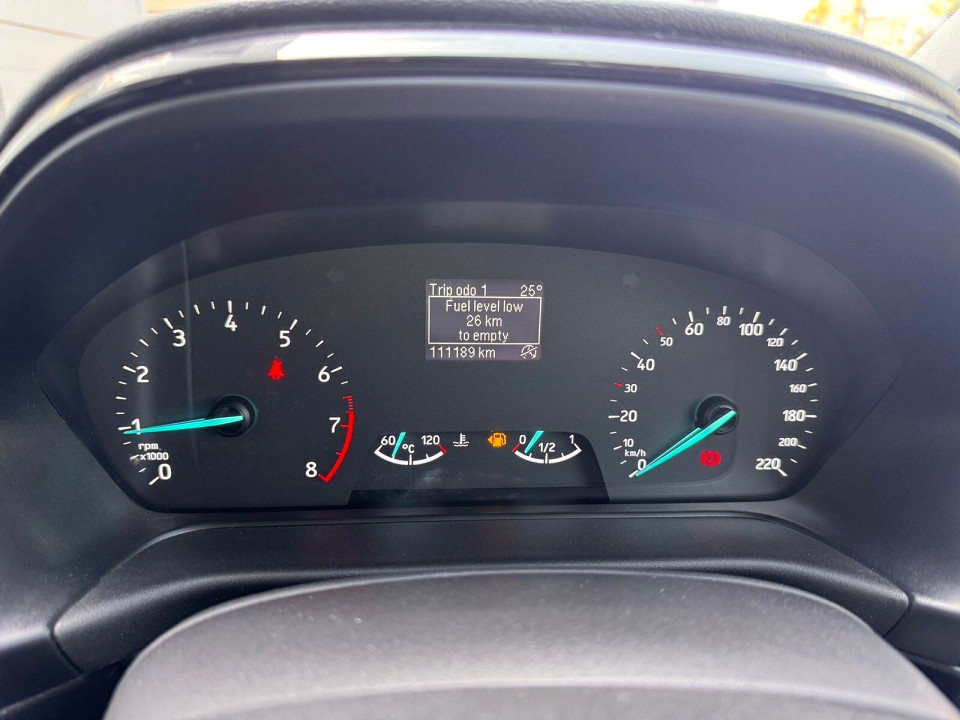 Trip odo 1 25°
Fuel level low
26 km
to empty
111189 km
0
1
2
3
4
5
6
7
8
rpm
x1000
60 °C 120
0 1/2 1
0
10
20
30
40
50
60
80
100
120
140
160
180
200
220
km/h